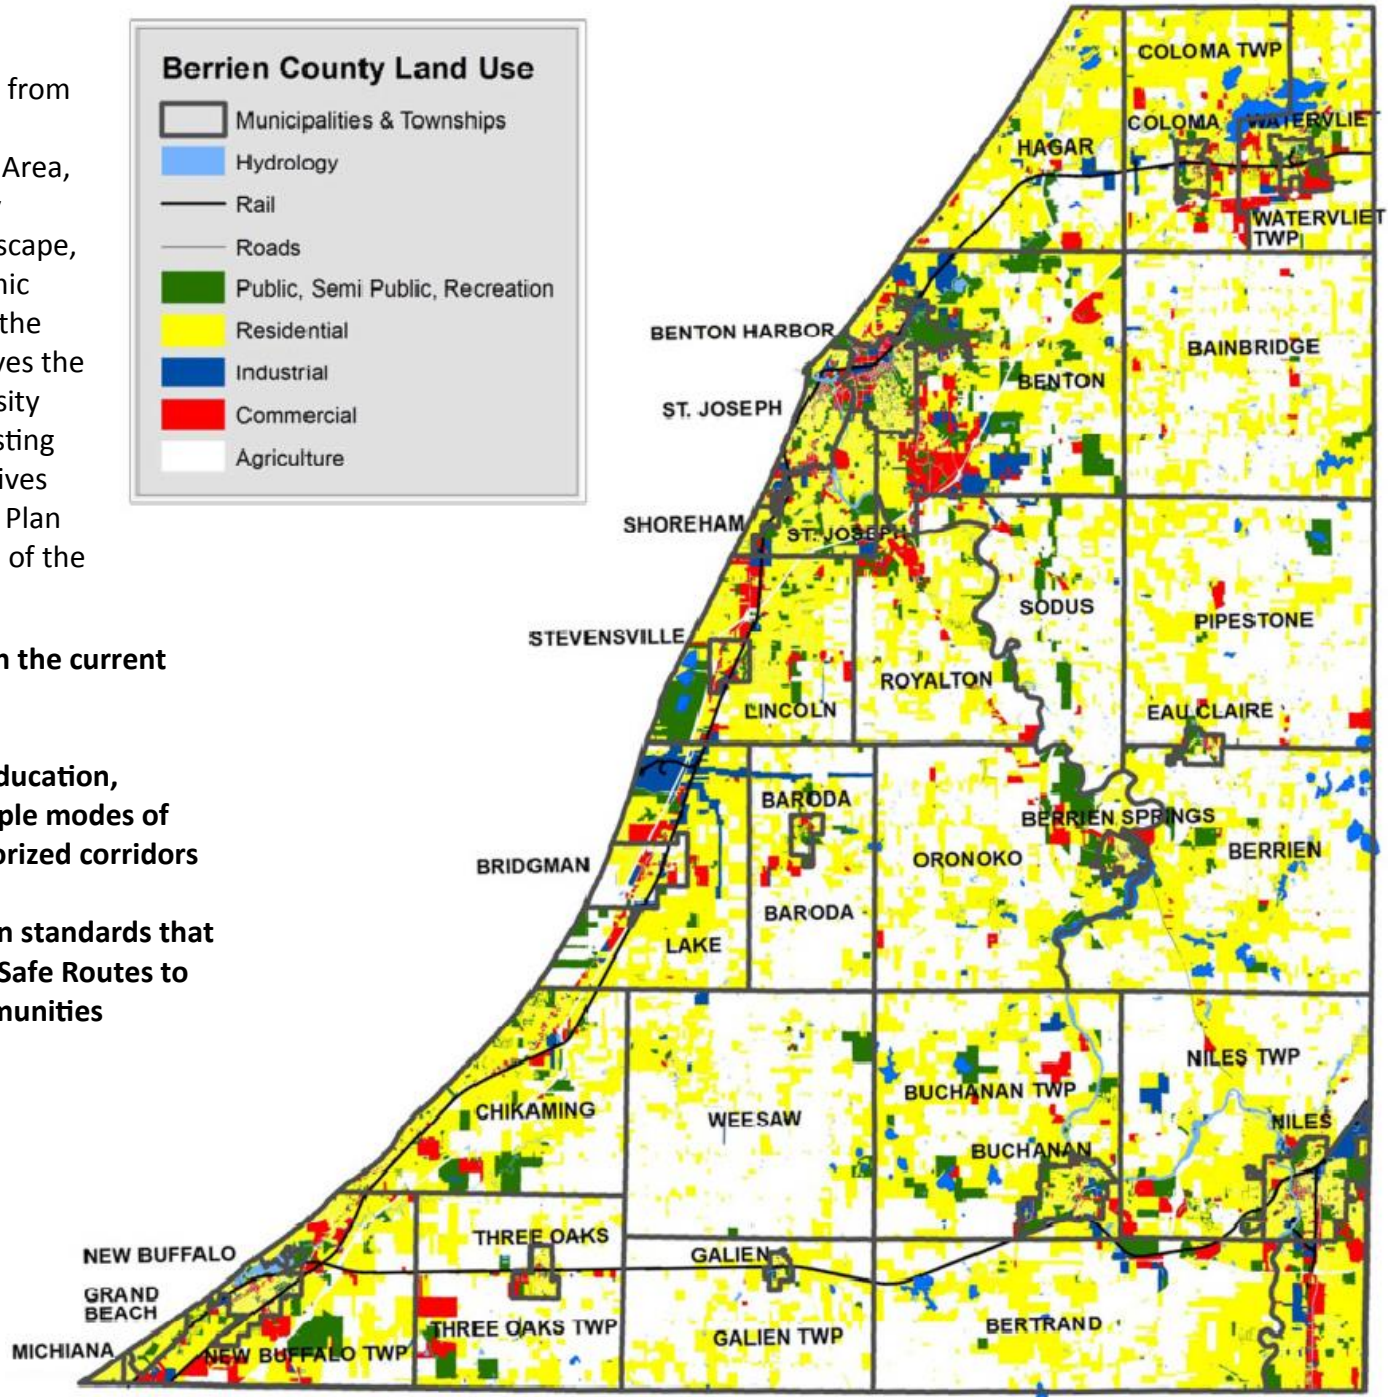 from
Area,
scape,
nic
the
ves the
sity
sting
ives
Plan
of the
n the current
ducation,
ple modes of
orized corridors
n standards that
Safe Routes to
munities
Berrien County Land Use
Municipalities & Townships
Hydrology
Rail
Roads
Public, Semi Public, Recreation
Residential
Industrial
Commercial
Agriculture
COLOMA TWP
COLOMA
WATERVLIET
HAGAR
WATERVLIET
TWP
BENTON HARBOR
BAINBRIDGE
BENTON
ST. JOSEPH
SHOREHAM
ST. JOSEPH
SODUS
PIPESTONE
STEVENSVILLE
ROYALTON
LINCOLN
EAU CLAIRE
BARODA
BERRIEN SPRINGS
BRIDGMAN
ORONOKO
BERRIEN
BARODA
LAKE
NILES TWP
BUCHANAN TWP
CHIKAMING
WEESAW
NILES
BUCHANAN
THREE OAKS
NEW BUFFALO
GALIEN
GRAND
BEACH
MICHIANA
NEW BUFFALO TWP
THREE OAKS TWP
GALIEN TWP
BERTRAND